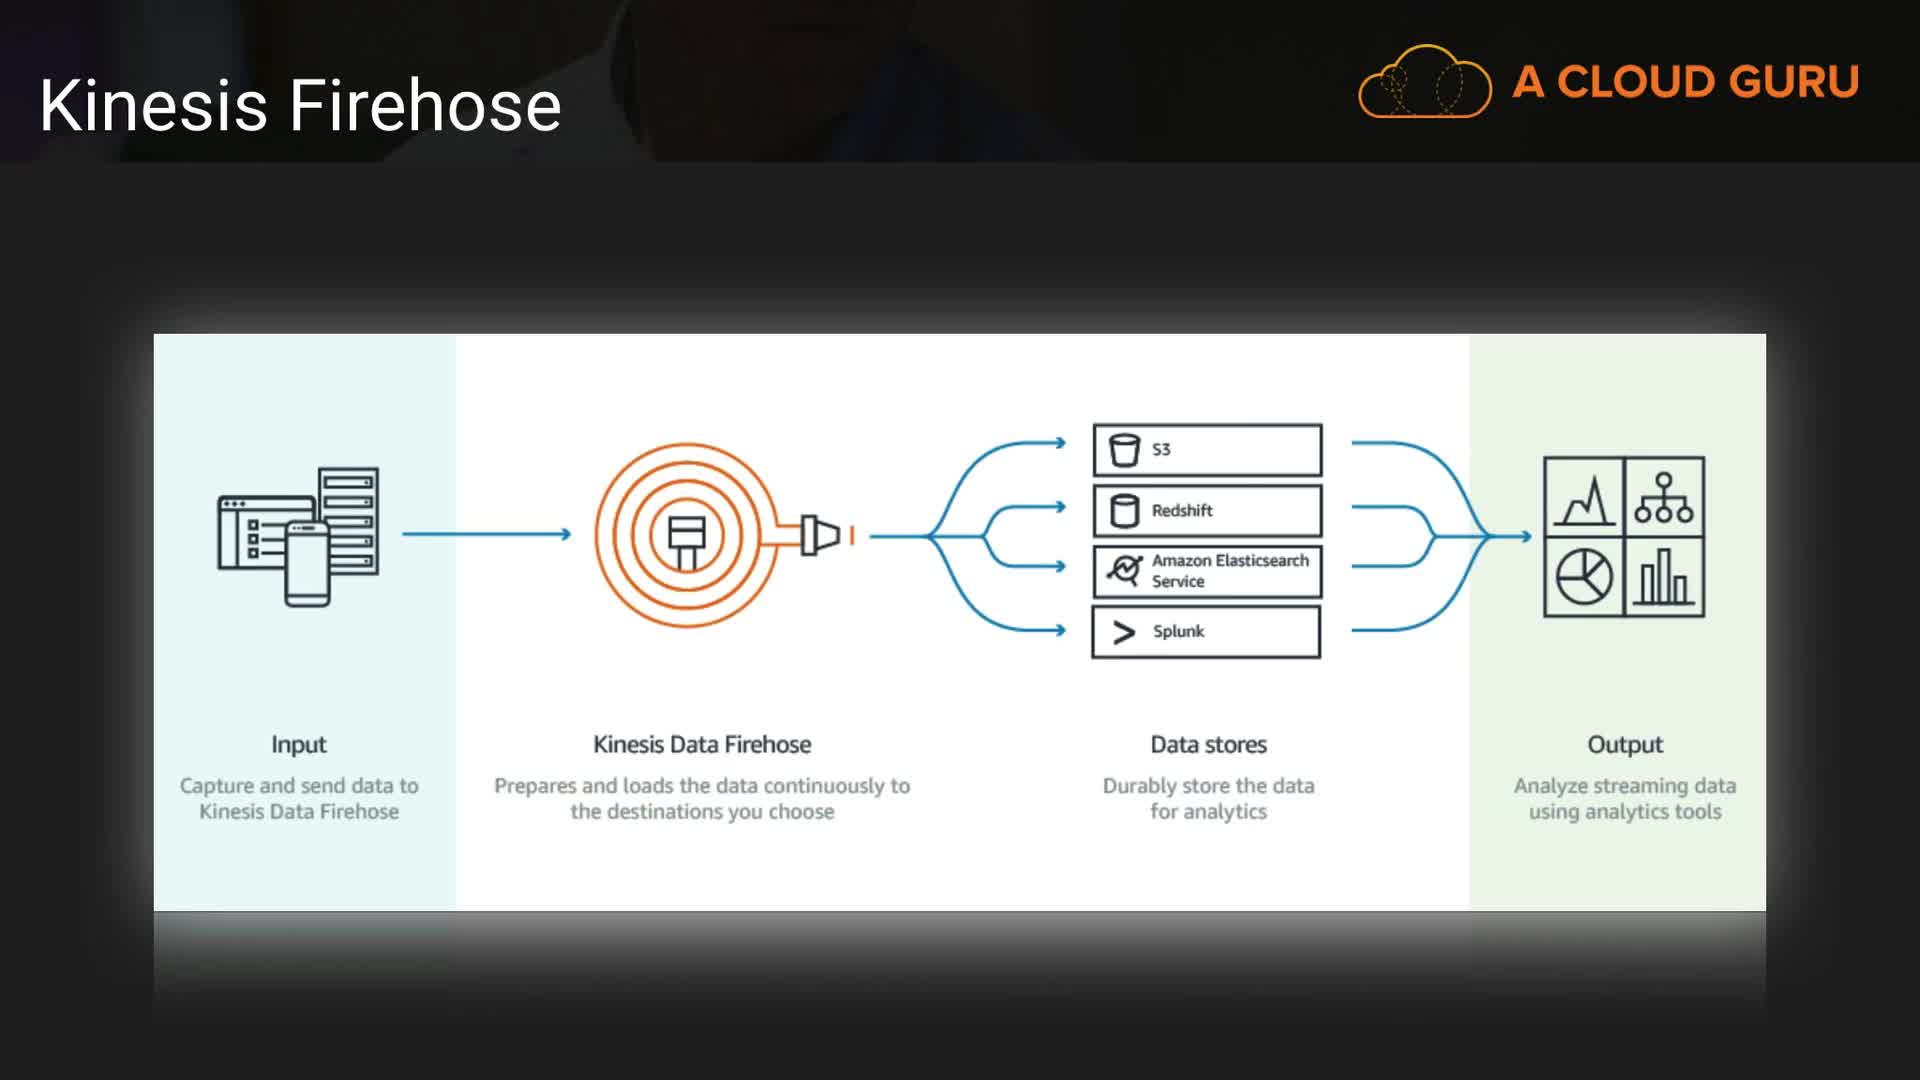 Kinesis Firehose
A CLOUD GURU
S3
Redshift
Amazon Elasticsearch
Service
Splunk
Input
Capture and send data to
Kinesis Data Firehose
Kinesis Data Firehose
Prepares and loads the data continuously to
the destinations you choose
Data stores
Durably store the data
for analytics
Output
Analyze streaming data
using analytics tools